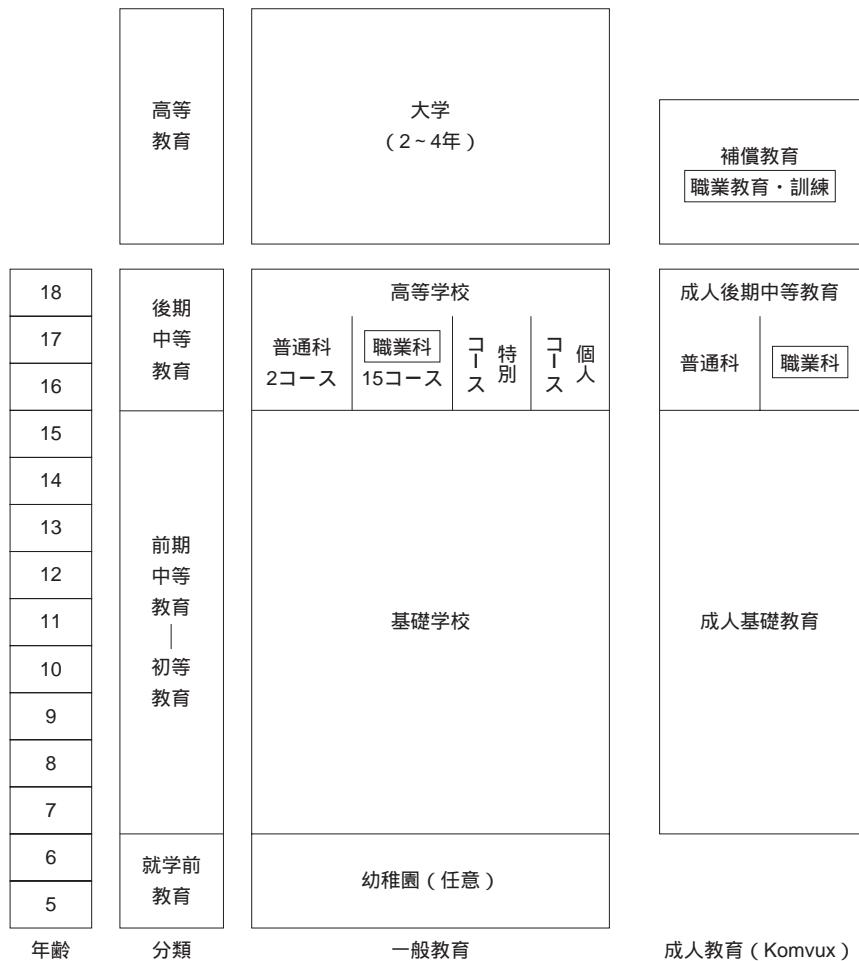 高等
教育
大学
(2~4年)
補償教育
職業教育・訓練
18
17
16
15
14
13
12
11
10
9
8
7
6
5
年齢
後期
中等
教育
前期
中等
教育
|
初等
教育
就学前
教育
分類
高等学校
普通科
2コース
職業科
15コース
特別
コース
個人
コース
基礎学校
幼稚園(任意)
一般教育
成人後期中等教育
普通科
職業科
成人基礎教育
成人教育(Komvux)